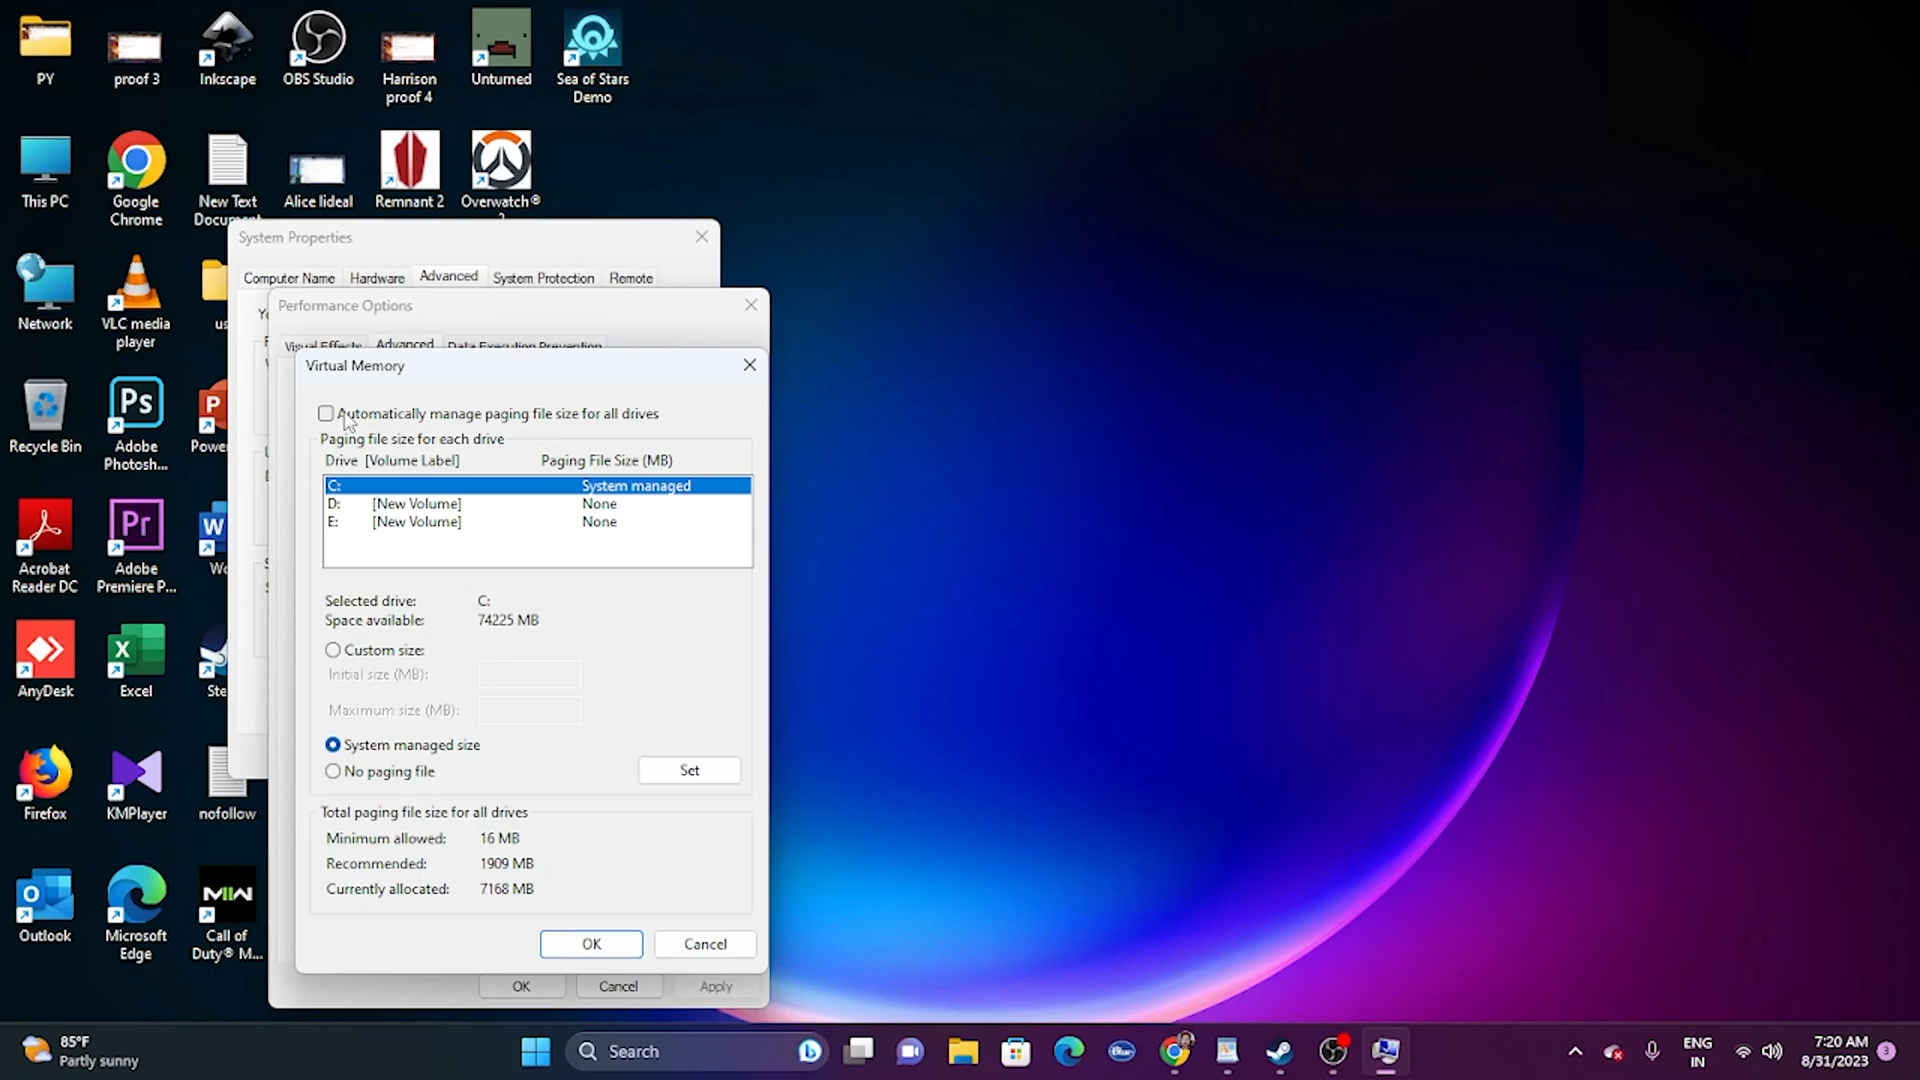 PY
proof 3
Inkscape
OBS Studio
Harrison
proof 4
Unturned
Sea of Stars
Demo
This PC
Google
Chrome
New Text
Document
Alice lideal
Remnant 2
Overwatch®
2
Network
VLC media
player
us
Recycle Bin
Ps
Adobe
Photosh...
P
Power
Acrobat
Reader DC
Pr
Adobe
Premiere P...
W
Wo
AnyDesk
X
Excel
Ste
Firefox
KMPlayer
nofollow
O
Outlook
Microsoft
Edge
MW
Call of
Duty® M...
System Properties
Computer Name
Hardware
Advanced
System Protection
Remote
Yo
Performance Options
Visual Effects
Advanced
Data Execution Prevention
Virtual Memory
Automatically manage paging file size for all drives
Paging file size for each drive
Drive [Volume Label] Paging File Size (MB)
C: System managed
D: [New Volume] None
E: [New Volume] None
Selected drive: C:
Space available: 74225 MB
Custom size:
Initial size (MB):
Maximum size (MB):
System managed size
No paging file
Set
Total paging file size for all drives
Minimum allowed: 16 MB
Recommended: 1909 MB
Currently allocated: 7168 MB
OK Cancel
OK Cancel Apply
85°F
Partly sunny
Search
Blue
ENG
IN
7:20 AM
8/31/2023
3